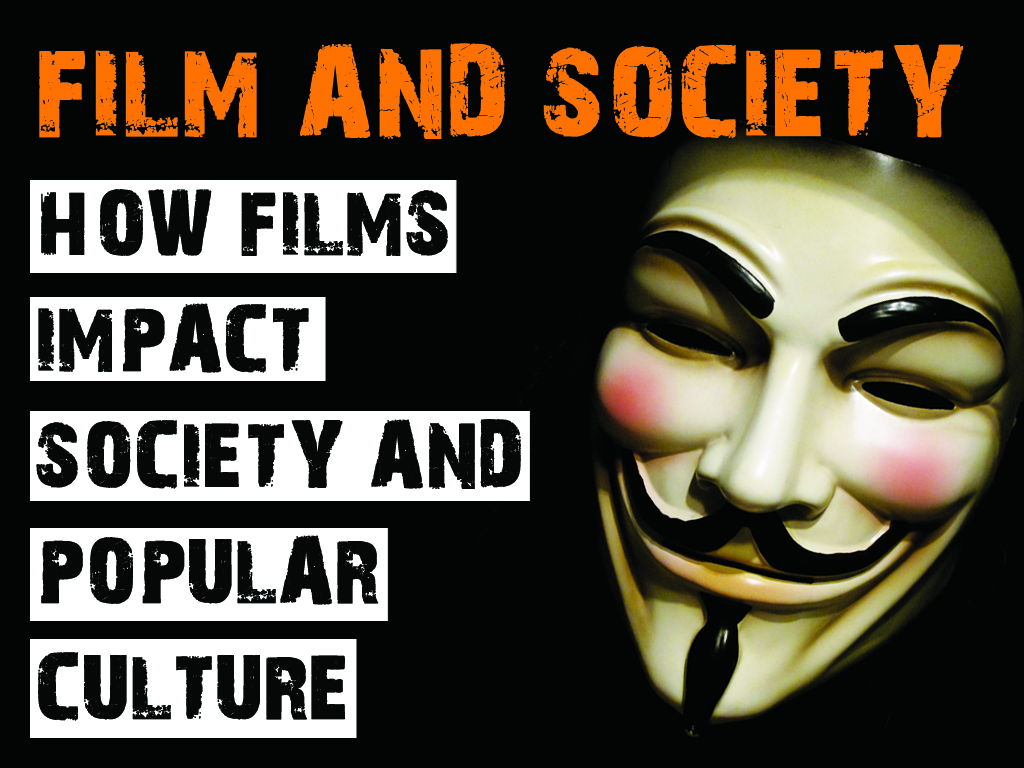 FILM AND SOCIETY
HOW FILMS
IMPACT
SOCIETY AND
POPULAR
CULTURE